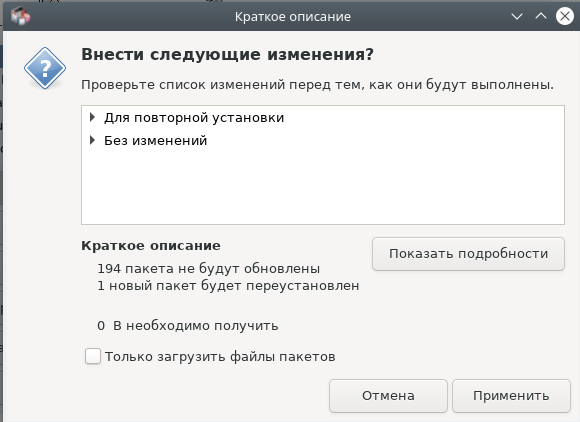 Краткое описание
Внести следующие изменения?
Проверьте список изменений перед тем, как они будут выполнены.
Для повторной установки
Без изменений
Краткое описание
Показать подробности
194 пакета не будут обновлены
1 новый пакет будет переустановлен
0 В необходимо получить
Только загрузить файлы пакетов
Отмена
Применить